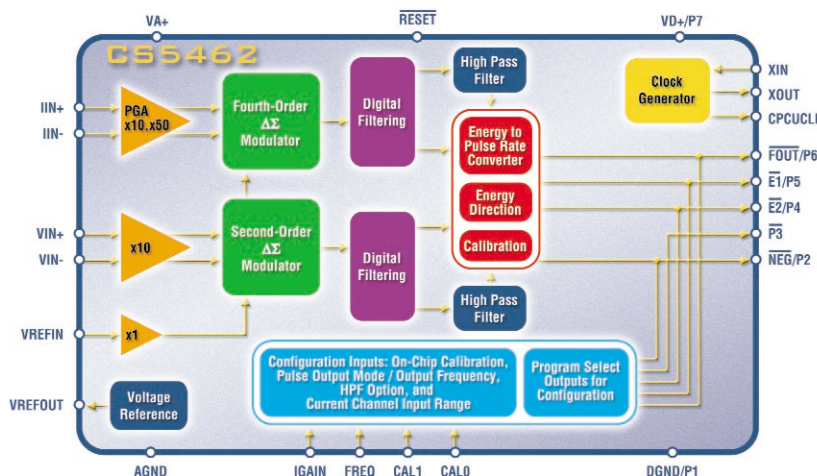 VA+
RESET
VD+/P7
CS5462
IIN+
IIN-
PGA
x10,x50
Fourth-Order
ΔΣ
Modulator
Digital
Filtering
High Pass
Filter
Clock
Generator
XIN
XOUT
CPCUCLK
Energy to
Pulse Rate
Converter
FOUT/P6
E1/P5
Energy
Direction
E2/P4
P3
Calibration
NEG/P2
VIN+
VIN-
x10
Second-Order
ΔΣ
Modulator
Digital
Filtering
High Pass
Filter
VREFIN
x1
Configuration Inputs: On-Chip Calibration,
Pulse Output Mode / Output Frequency,
HPF Option, and
Current Channel Input Range
Program Select
Outputs for
Configuration
VREFOUT
Voltage
Reference
AGND
IGAIN
FREQ
CAL1
CAL0
DGND/P1